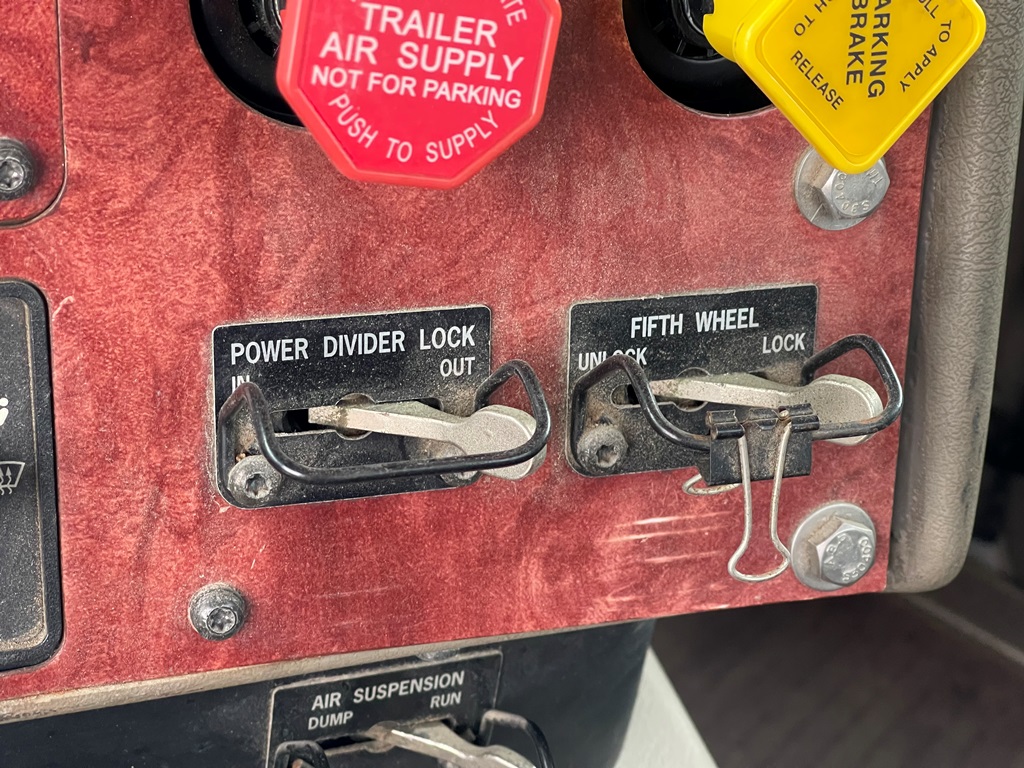 TRAILER
AIR SUPPLY
NOT FOR PARKING
PUSH TO SUPPLY
PARKING
BRAKE
TO APPLY
TO
RELEASE
POWER DIVIDER LOCK
IN
OUT
FIFTH WHEEL
UNLOCK
LOCK
AIR SUSPENSION
DUMP
RUN